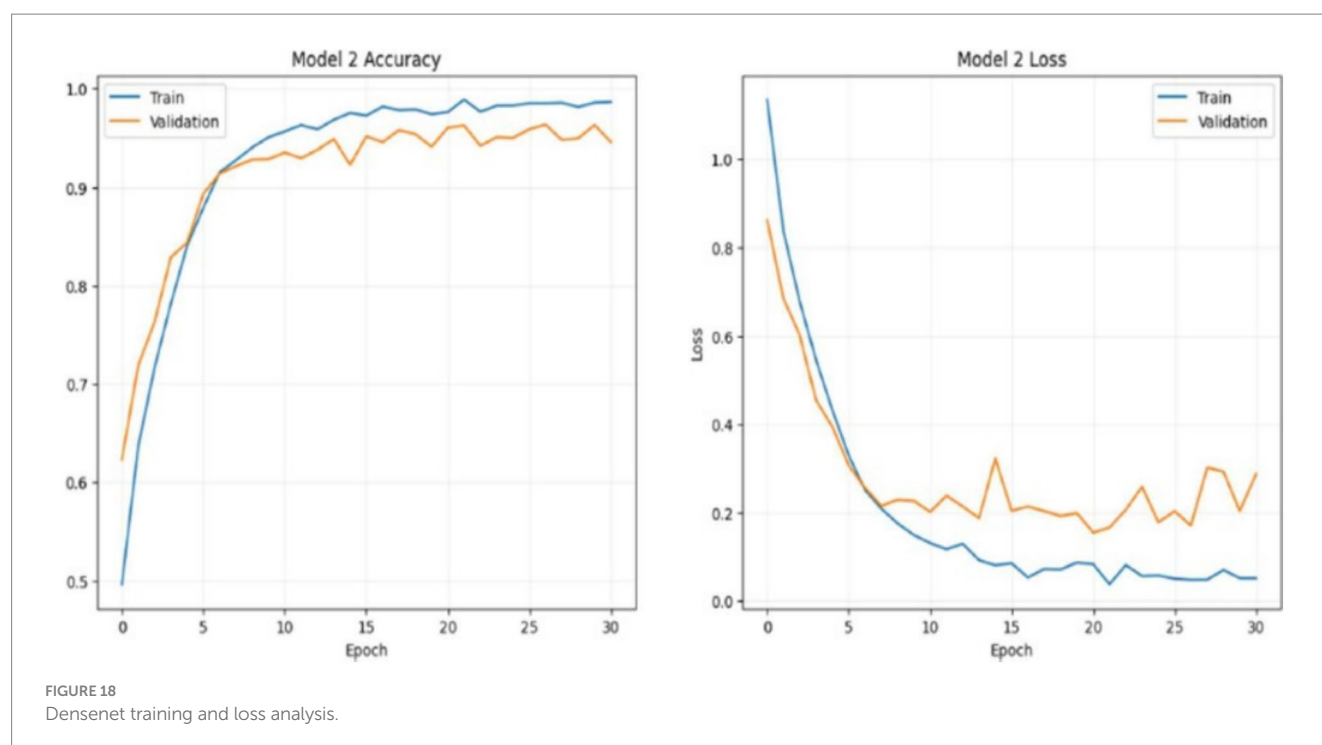 Model 2 Accuracy
1.0
0.9
0.8
0.7
0.6
0.5
Train
Validation
0 5 10 15 20 25 30
Epoch
Model 2 Loss
Loss
1.0
0.8
0.6
0.4
0.2
0.0
Train
Validation
0 5 10 15 20 25 30
Epoch
FIGURE 18
Densenet training and loss analysis.